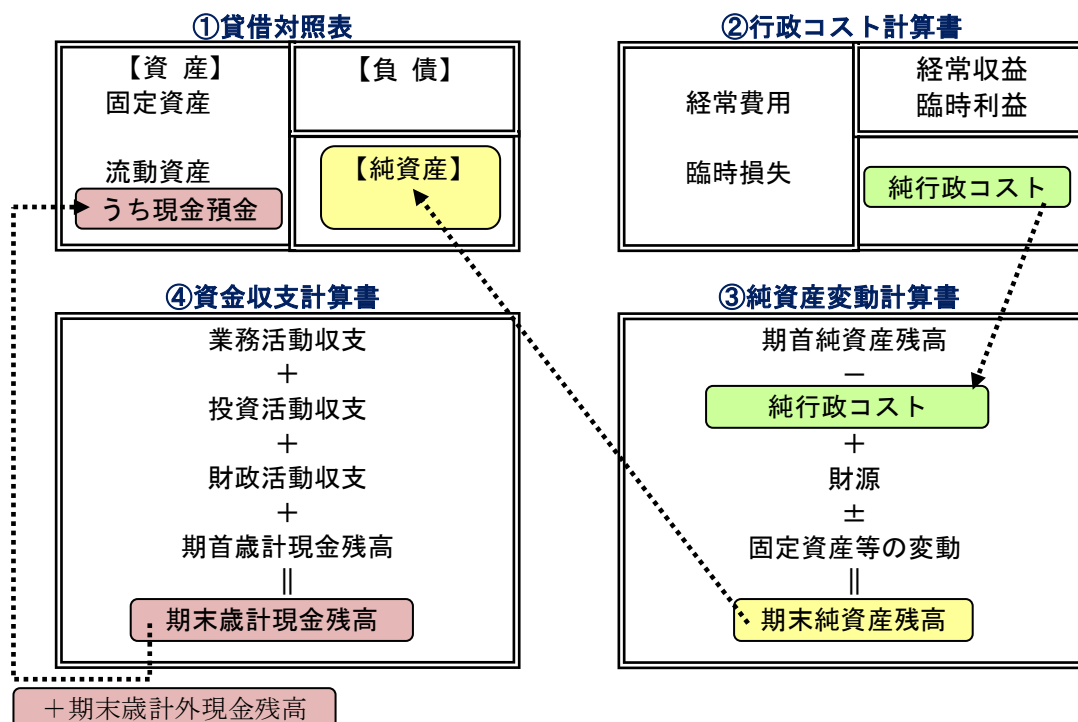 ①貸借対照表
【資 産】
固定資産
流動資産
うち現金預金
【負 債】
【純資産】
②行政コスト計算書
経常費用
臨時損失
経常収益
臨時利益
純行政コスト
④資金収支計算書
業務活動収支
＋
投資活動収支
＋
財政活動収支
＋
期首歳計現金残高
||
期末歳計現金残高
＋期末歳計外現金残高
③純資産変動計算書
期首純資産残高
－
純行政コスト
＋
財源
±
固定資産等の変動
||
期末純資産残高